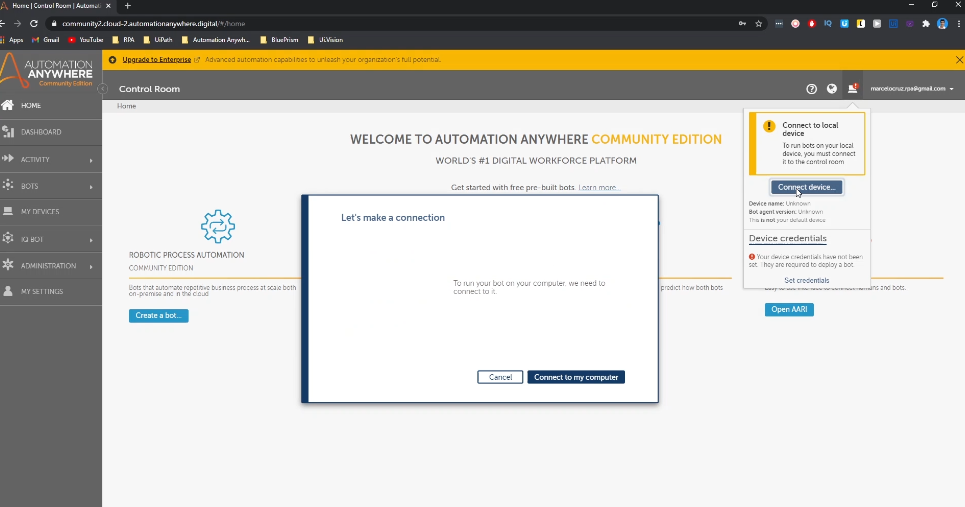 Home | Control Room | Automati
community2.cloud-2.automationanywhere.digital/#/home
Apps
Gmail
YouTube
RPA
UiPath
Automation Anywh...
BluePrism
Ui.Vision
Upgrade to Enterprise
Advanced automation capabilities to unleash your organization's full potential.
AUTOMATION
ANYWHERE
Community Edition
Control Room
marcelocruz.rpa@gmail.com
Home
HOME
DASHBOARD
ACTIVITY
BOTS
MY DEVICES
IQ BOT
ADMINISTRATION
MY SETTINGS
WELCOME TO AUTOMATION ANYWHERE COMMUNITY EDITION
WORLD'S #1 DIGITAL WORKFORCE PLATFORM
Get started with free pre-built bots. Learn more...
ROBOTIC PROCESS AUTOMATION
COMMUNITY EDITION
Bots that automate repetitive business process at scale both
on-premise and in the cloud
Create a bot...
Let's make a connection
To run your bot on your computer, we need to
connect to it.
Cancel
Connect to my computer
predict how both bots
Connect to local
device
To run bots on your local
device, you must connect
it to the control room
Connect device...
Device name: Unknown
Bot agent version: Unknown
This is not your default device
Device credentials
Your device credentials have not been
set. They are required to deploy a bot.
Set credentials
to connect humans and bots.
Open AARI